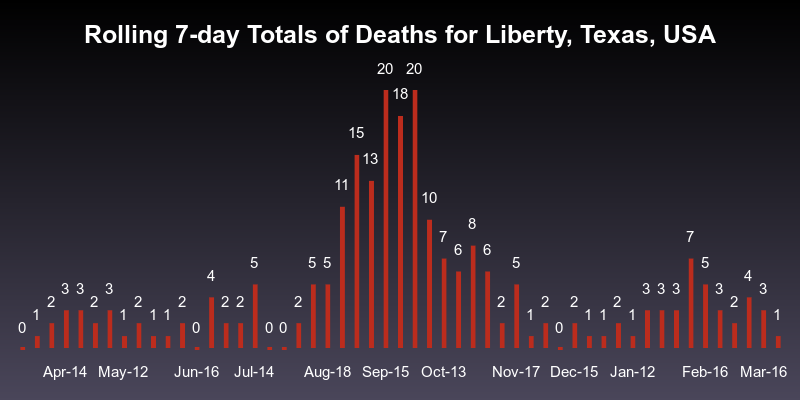 Rolling 7-day Totals of Deaths for Liberty, Texas, USA
0 1 2 3 3 2 3 1 2 1 1 2 0 4 2 2 5 0 0 2 5 5 11 15 13 20 18 20 10 7 6 8 6 2 5 1 2 0 2 1 1 2 1 3 3 3 7 5 3 2 4 3 1
Apr-14 May-12 Jun-16 Jul-14 Aug-18 Sep-15 Oct-13 Nov-17 Dec-15 Jan-12 Feb-16 Mar-16